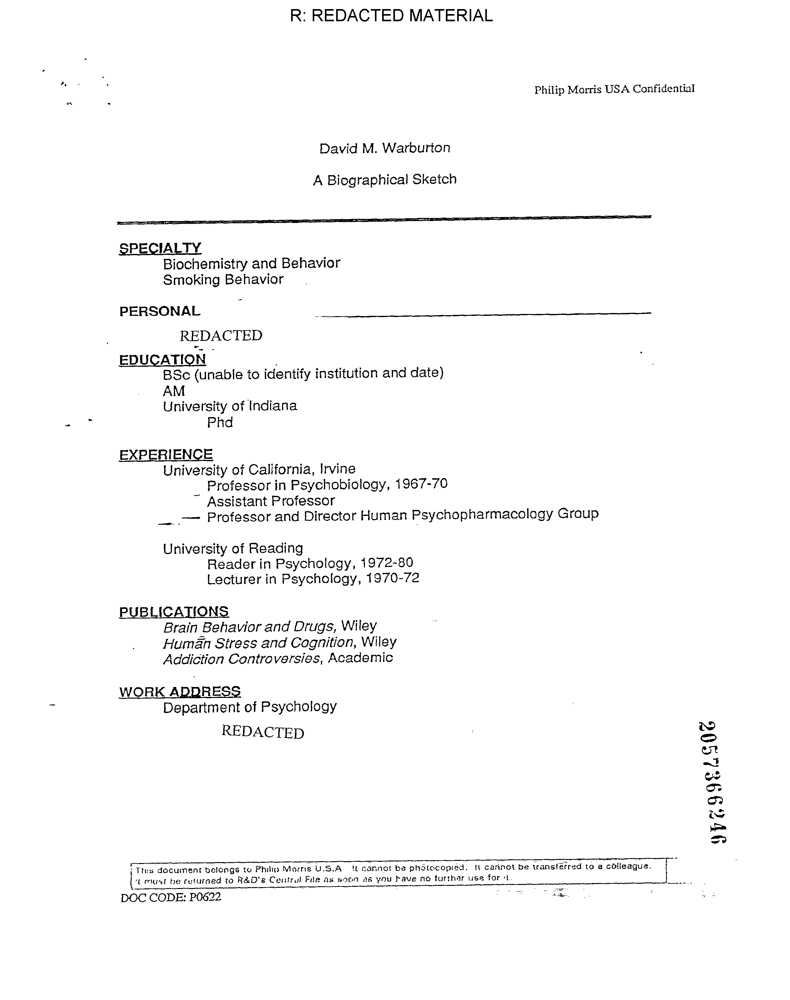 R: REDACTED MATERIAL
Philip Morris USA Confidential
David M. Warburton
A Biographical Sketch
SPECIALTY
Biochemistry and Behavior
Smoking Behavior
PERSONAL
REDACTED
EDUCATION
BSc (unable to identify institution and date)
AM
University of Indiana
Phd
EXPERIENCE
University of California, Irvine
Professor in Psychobiology, 1967-70
Assistant Professor
Professor and Director Human Psychopharmacology Group
University of Reading
Reader in Psychology, 1972-80
Lecturer in Psychology, 1970-72
PUBLICATIONS
Brain Behavior and Drugs, Wiley
Human Stress and Cognition, Wiley
Addiction Controversies, Academic
WORK ADDRESS
Department of Psychology
REDACTED
2057366246
This document belongs to Philip Morris U.S.A. It cannot be photocopied. It cannot be transferred to a colleague.
It must be returned to R&D's Central File as soon as you have no further use for it.
DOC CODE: P0622